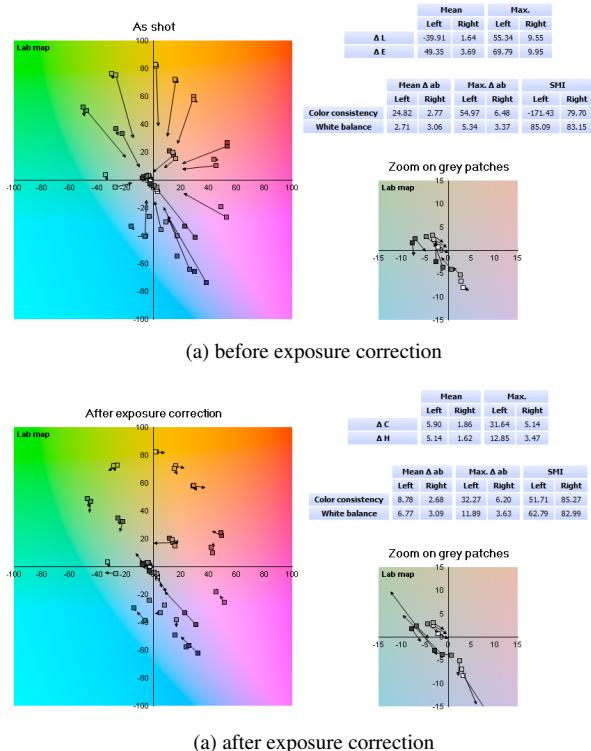 As shot
Lab map
100
80
60
40
20
-100 -80 -60 -40 -20 0 20 40 60 80 100
-20
-40
-60
-80
-100
Mean Max.
Left Right Left Right
Δ L -39.91 1.64 55.34 9.55
Δ E 49.35 3.69 69.79 9.95
Mean Δ ab Max. Δ ab SMI
Left Right Left Right Left Right
Color consistency 24.82 2.77 54.97 6.48 -171.43 79.70
White balance 2.71 3.06 5.34 3.37 85.09 83.15
Zoom on grey patches
Lab map
15
10
5
-15 -10 -5 0 5 10 15
-5
-10
-15
(a) before exposure correction
After exposure correction
Lab map
100
80
60
40
20
-100 -80 -60 -40 -20 0 20 40 60 80 100
-20
-40
-60
-80
-100
Mean Max.
Left Right Left Right
Δ C 5.90 1.86 31.64 5.14
Δ H 5.14 1.62 12.85 3.47
Mean Δ ab Max. Δ ab SMI
Left Right Left Right Left Right
Color consistency 8.78 2.68 32.27 6.20 51.71 85.27
White balance 6.77 3.09 11.89 3.63 62.79 82.99
Zoom on grey patches
Lab map
15
10
5
-15 -10 -5 0 5 10 15
-5
-10
-15
(a) after exposure correction